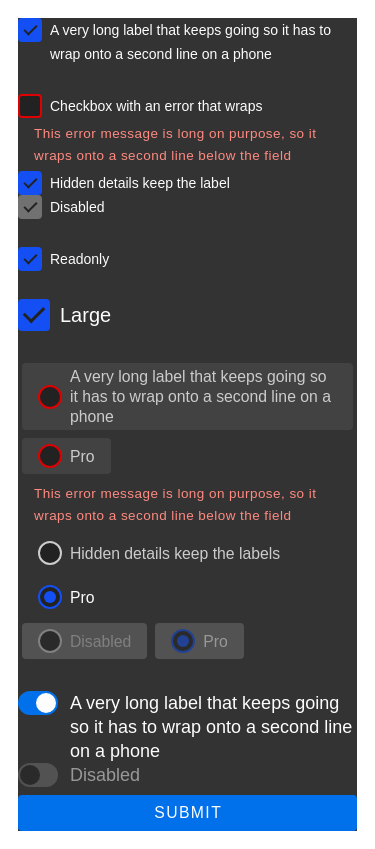 A very long label that keeps going so it has to
wrap onto a second line on a phone
Checkbox with an error that wraps
This error message is long on purpose, so it
wraps onto a second line below the field
Hidden details keep the label
Disabled
Readonly
Large
A very long label that keeps going so
it has to wrap onto a second line on a
phone
Pro
This error message is long on purpose, so it
wraps onto a second line below the field
Hidden details keep the labels
Pro
Disabled Pro
A very long label that keeps going
so it has to wrap onto a second line
on a phone
Disabled
SUBMIT